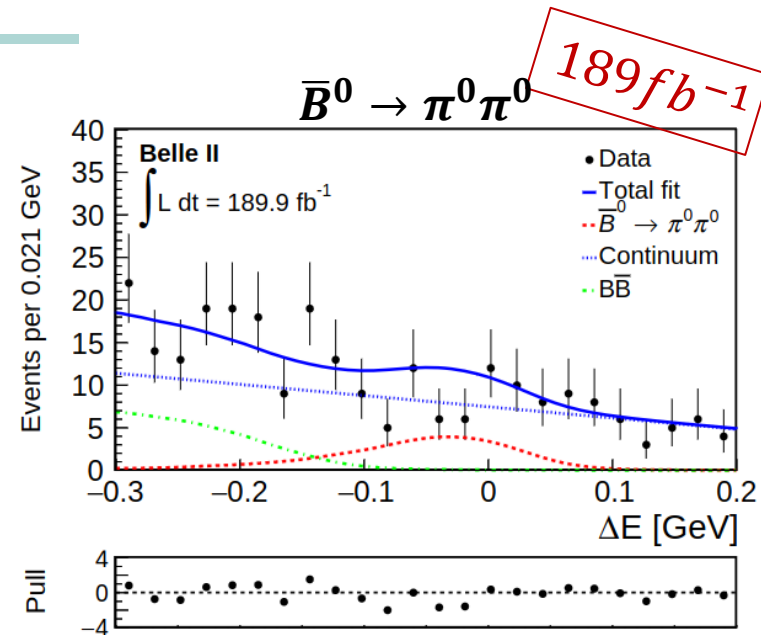 B̅⁰ → π⁰π⁰
189fb⁻¹
Events per 0.021 GeV
40
35
30
25
20
15
10
5
0
Belle II
∫L dt = 189.9 fb⁻¹
Data
Total fit
B̅⁰ → π⁰π⁰
Continuum
BB̅
−0.3 −0.2 −0.1 0 0.1 0.2
ΔE [GeV]
Pull
4
0
−4